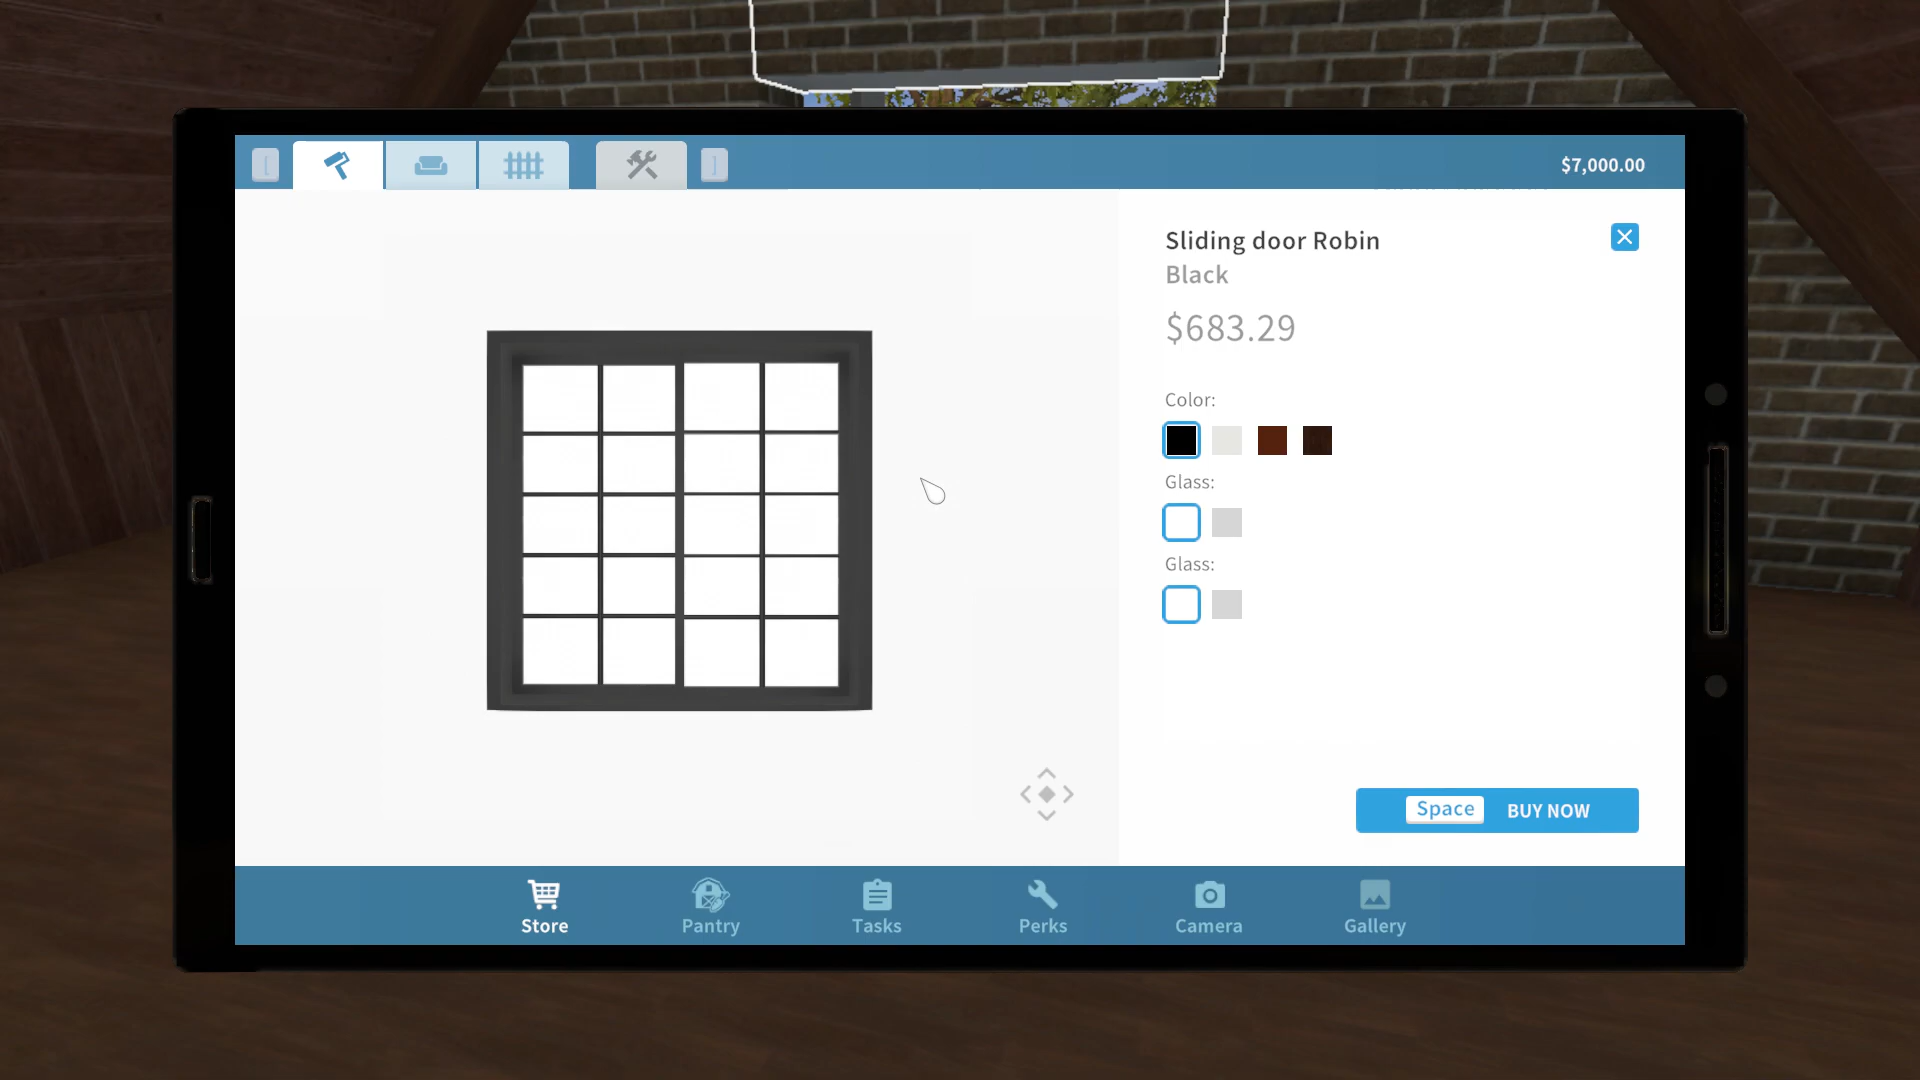 [
]
$7,000.00
Sliding door Robin
Black
$683.29
Color:
Glass:
Glass:
Space BUY NOW
Store
Pantry
Tasks
Perks
Camera
Gallery